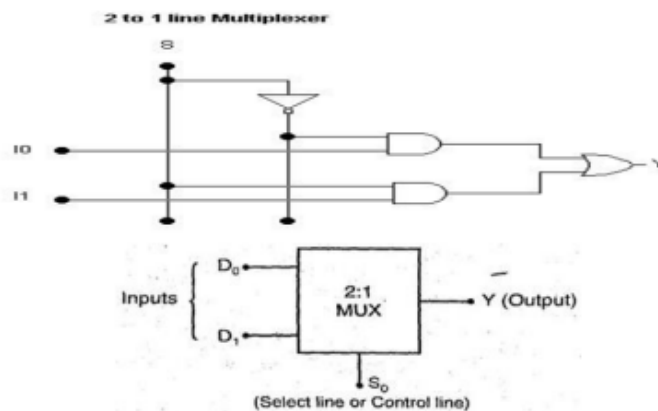 2 to 1 line Multiplexer
S
I0
I1
Y
D₀
Inputs
D₁
2:1
MUX
Y (Output)
S₀
(Select line or Control line)